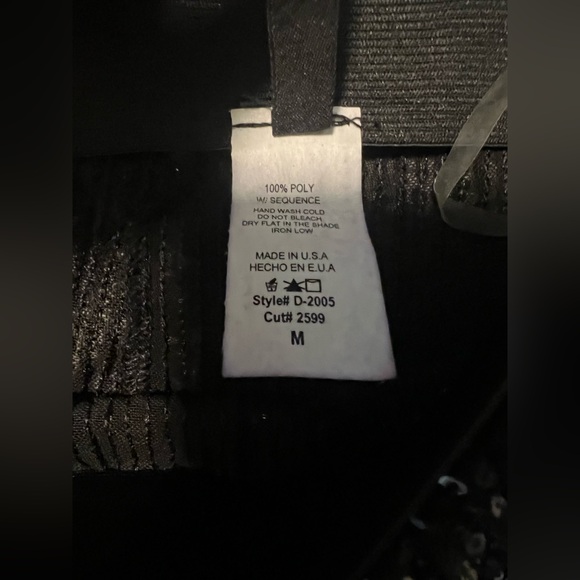 100% POLY
W/ SEQUENCE
HAND WASH COLD
DO NOT BLEACH
DRY FLAT IN THE SHADE
IRON LOW
MADE IN U.S.A
HECHO EN E.U.A
Style# D-2005
Cut# 2599
M